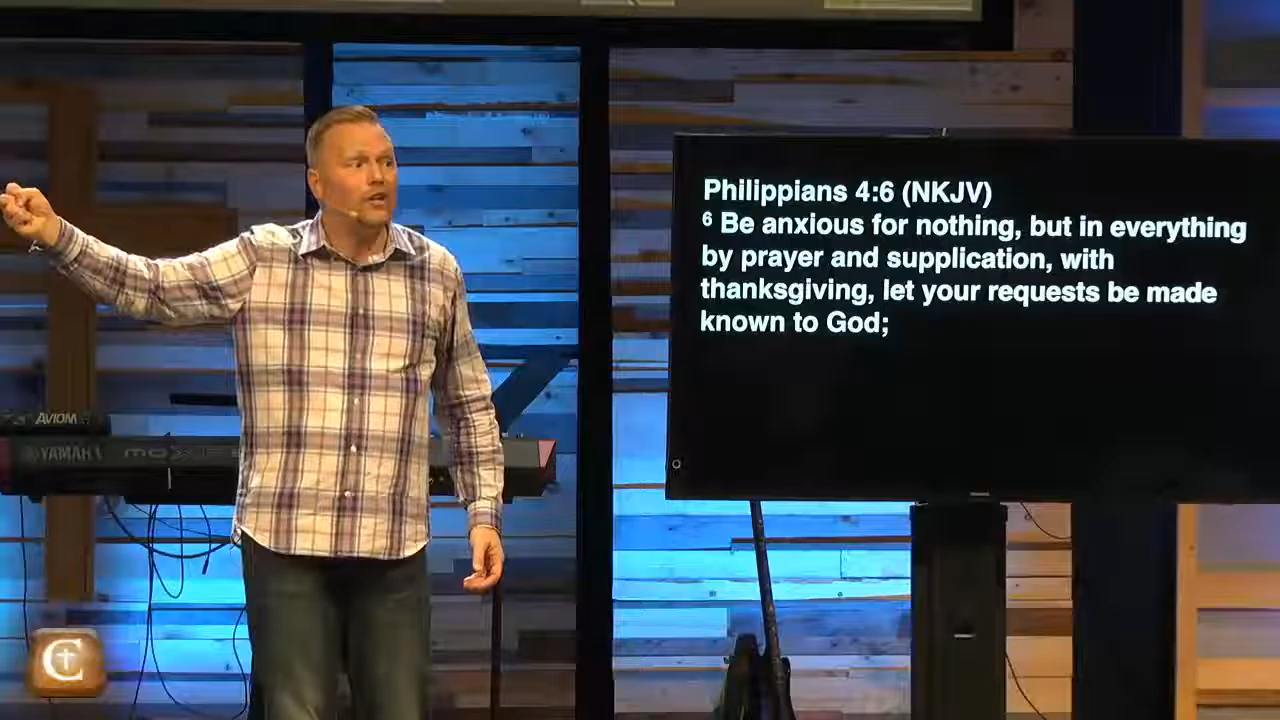 Philippians 4:6 (NKJV)
6 Be anxious for nothing, but in everything
by prayer and supplication, with
thanksgiving, let your requests be made
known to God;
AVIOM
YAMAHA
C